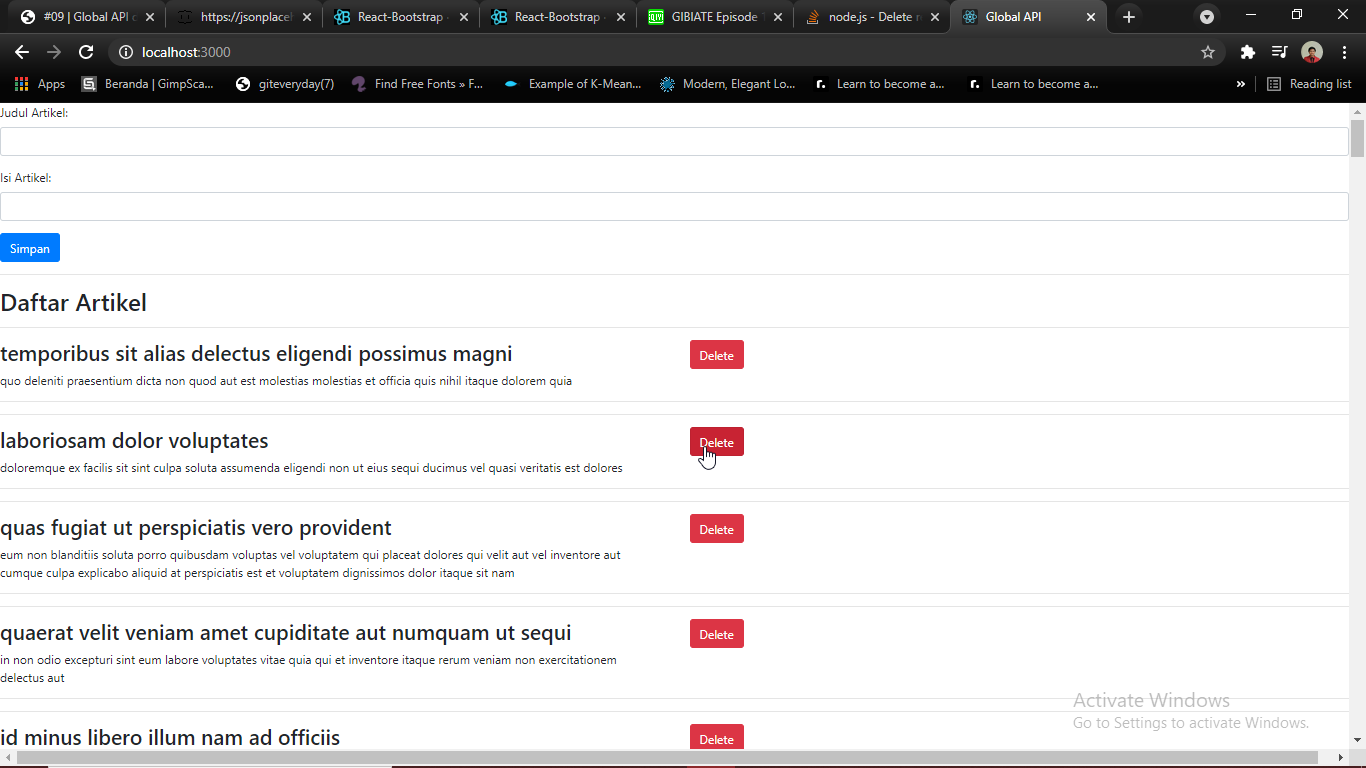 #09 | Global API c
https://jsonplacel
React-Bootstrap ·
React-Bootstrap ·
GIBIATE Episode 1
node.js - Delete r
Global API
localhost:3000
Apps
Beranda | GimpSca...
giteveryday(7)
Find Free Fonts » F...
Example of K-Mean...
Modern, Elegant Lo...
Learn to become a...
Learn to become a...
»
Reading list
Judul Artikel:
Isi Artikel:
Simpan
Daftar Artikel
temporibus sit alias delectus eligendi possimus magni
Delete
quo deleniti praesentium dicta non quod aut est molestias molestias et officia quis nihil itaque dolorem quia
laboriosam dolor voluptates
Delete
doloremque ex facilis sit sint culpa soluta assumenda eligendi non ut eius sequi ducimus vel quasi veritatis est dolores
quas fugiat ut perspiciatis vero provident
Delete
eum non blanditiis soluta porro quibusdam voluptas vel voluptatem qui placeat dolores qui velit aut vel inventore aut
cumque culpa explicabo aliquid at perspiciatis est et voluptatem dignissimos dolor itaque sit nam
quaerat velit veniam amet cupiditate aut numquam ut sequi
Delete
in non odio excepturi sint eum labore voluptates vitae quia qui et inventore itaque rerum veniam non exercitationem
delectus aut
id minus libero illum nam ad officiis
Delete
Activate Windows
Go to Settings to activate Windows.